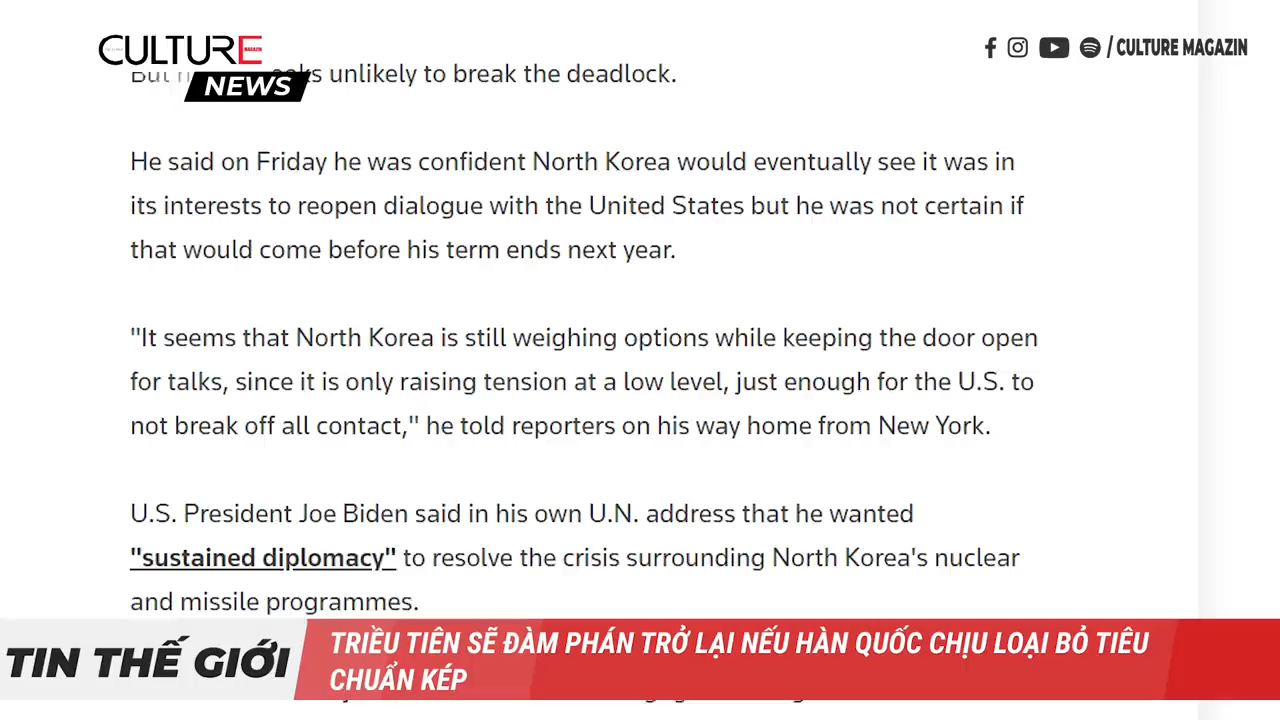 CULTURE
MAGAZIN
NEWS
/ CULTURE MAGAZIN
But unlikely to break the deadlock.
He said on Friday he was confident North Korea would eventually see it was in
its interests to reopen dialogue with the United States but he was not certain if
that would come before his term ends next year.
"It seems that North Korea is still weighing options while keeping the door open
for talks, since it is only raising tension at a low level, just enough for the U.S. to
not break off all contact," he told reporters on his way home from New York.
U.S. President Joe Biden said in his own U.N. address that he wanted
"sustained diplomacy" to resolve the crisis surrounding North Korea's nuclear
and missile programmes.
TIN THẾ GIỚI
TRIỀU TIÊN SẼ ĐÀM PHÁN TRỞ LẠI NẾU HÀN QUỐC CHỊU LOẠI BỎ TIÊU
CHUẨN KÉP